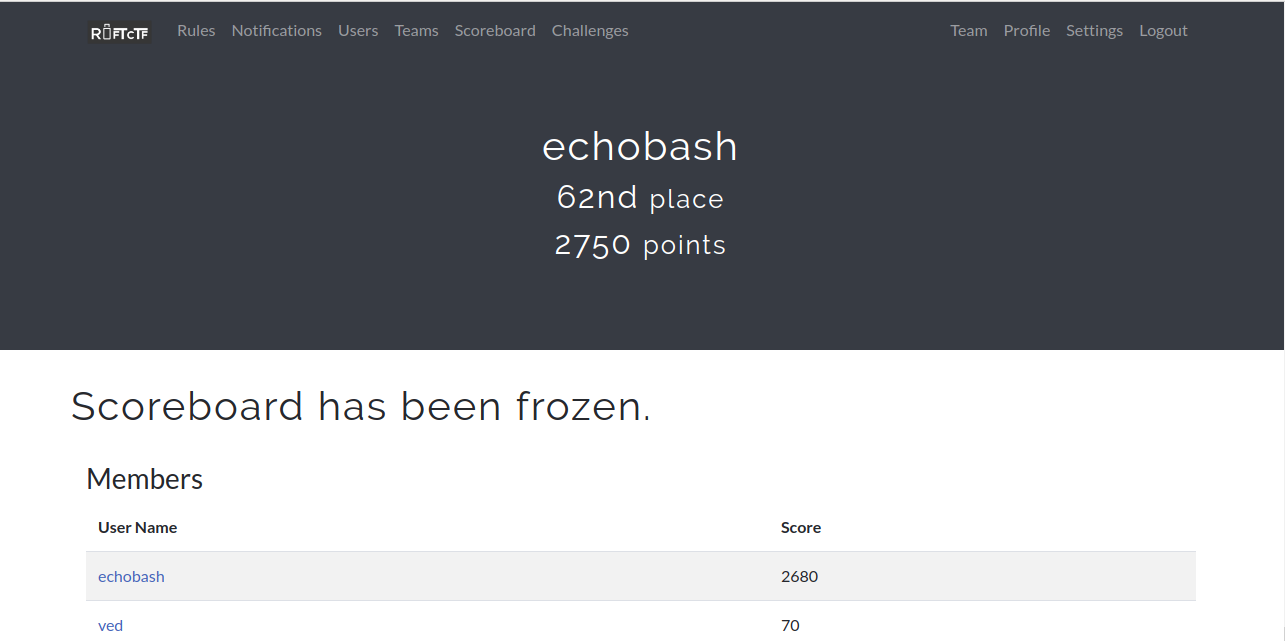 RiFTCTF Rules Notifications Users Teams Scoreboard Challenges Team Profile Settings Logout
echobash
62nd place
2750 points
Scoreboard has been frozen.
Members
User Name Score
echobash 2680
ved 70